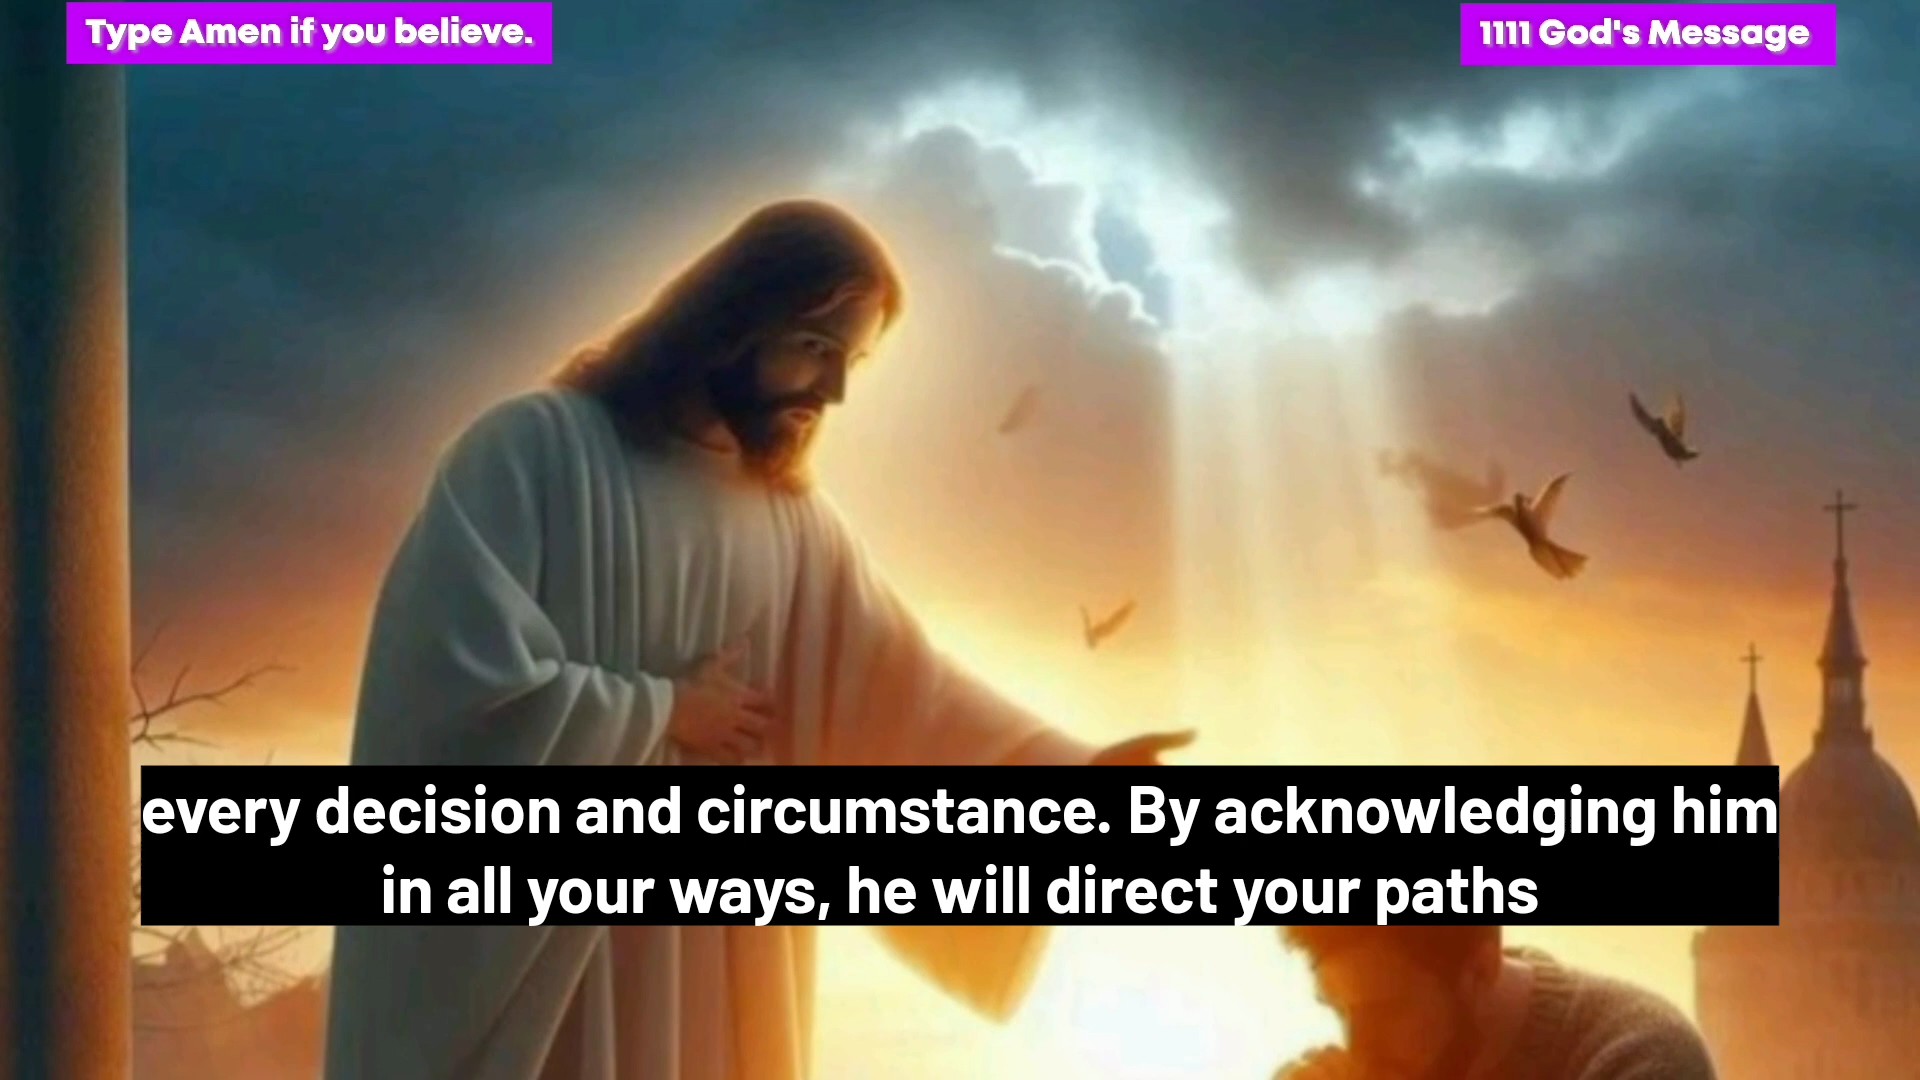 Type Amen if you believe.
1111 God's Message
every decision and circumstance. By acknowledging him
in all your ways, he will direct your paths